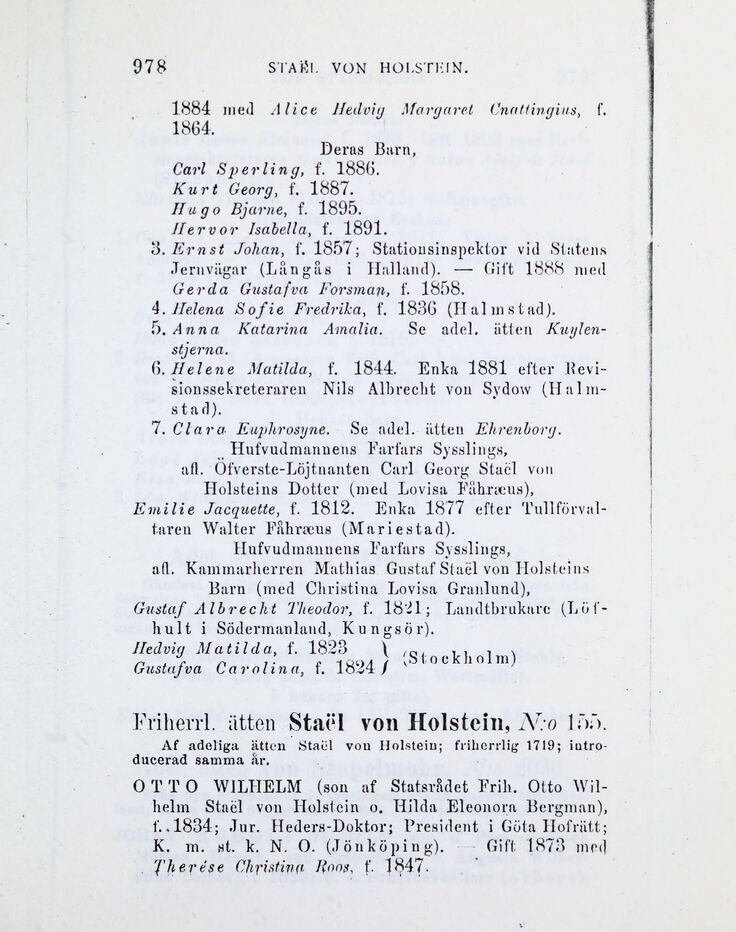 978 STAËL VON HOLSTEIN.
1884 med Alice Hedvig Margaret Cnattingius, f.
1864.
Deras Barn,
Carl Sperling, f. 1886.
Kurt Georg, f. 1887.
Hugo Bjarne, f. 1895.
Hervor Isabella, f. 1891.
3. Ernst Johan, f. 1857; Stationsinspektor vid Statens
Jernvägar (Långås i Halland). — Gift 1888 med
Gerda Gustafva Forsman, f. 1858.
4. Helena Sofie Fredrika, f. 1836 (Halmstad).
5. Anna Katarina Amalia. Se adel. ätten Kuylen-
stjerna.
6. Helene Matilda, f. 1844. Enka 1881 efter Revi-
sionssekreteraren Nils Albrecht von Sydow (Halm-
stad).
7. Clara Euphrosyne. Se adel. ätten Ehrenborg.
Hufvudmannens Farfars Sysslings,
afl. Öfverste-Löjtnanten Carl Georg Staël von
Holsteins Dotter (med Lovisa Fåhræus),
Emilie Jacquette, f. 1812. Enka 1877 efter Tullförval-
taren Walter Fåhræus (Mariestad).
Hufvudmannens Farfars Sysslings,
afl. Kammarherren Mathias Gustaf Staël von Holsteins
Barn (med Christina Lovisa Granlund),
Gustaf Albrecht Theodor, f. 1821; Landtbrukare (Löf-
hult i Södermanland, Kungsör).
Hedvig Matilda, f. 1823
Gustafva Carolina, f. 1824 } (Stockholm)
Friherrl. ätten Staël von Holstein, N:o 155.
Af adeliga ätten Staël von Holstein; friherrlig 1719; intro-
ducerad samma år.
OTTO WILHELM (son af Statsrådet Frih. Otto Wil-
helm Staël von Holstein o. Hilda Eleonora Bergman),
f. 1834; Jur. Heders-Doktor; President i Göta Hofrätt;
K. m. st. k. N. O. (Jönköping). — Gift 1873 med
Therése Christina Roos, f. 1847.